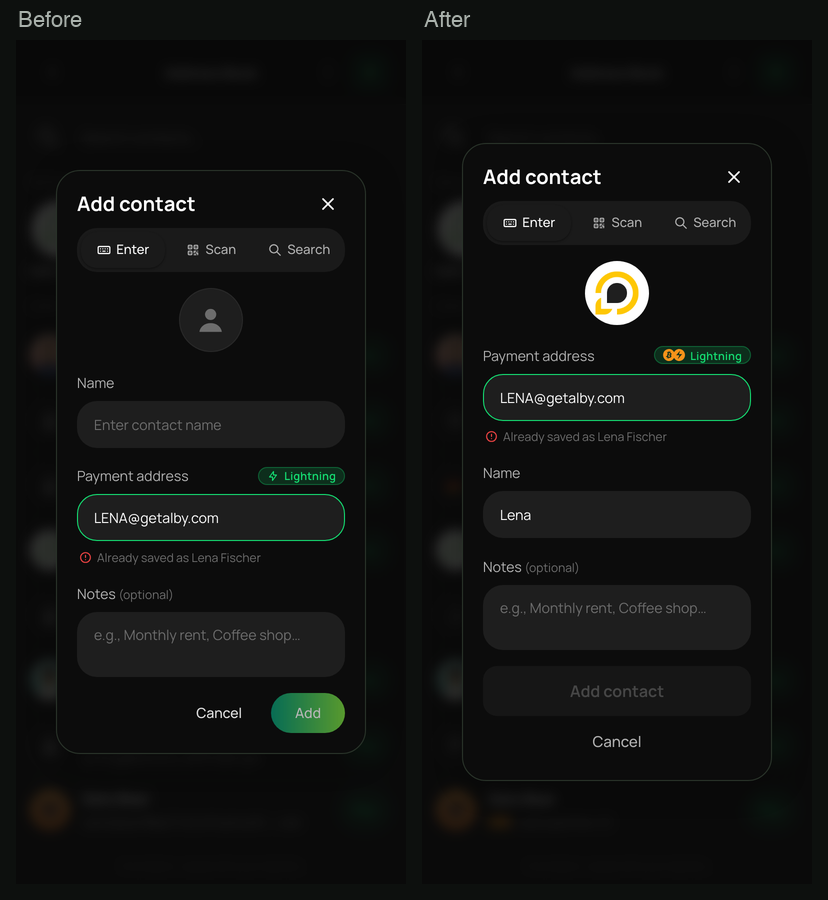 Before
Add contact
Enter Scan Search
Name
Enter contact name
Payment address Lightning
LENA@getalby.com
Already saved as Lena Fischer
Notes (optional)
e.g., Monthly rent, Coffee shop...
Cancel Add
After
Add contact
Enter Scan Search
Payment address Lightning
LENA@getalby.com
Already saved as Lena Fischer
Name
Lena
Notes (optional)
e.g., Monthly rent, Coffee shop...
Add contact
Cancel